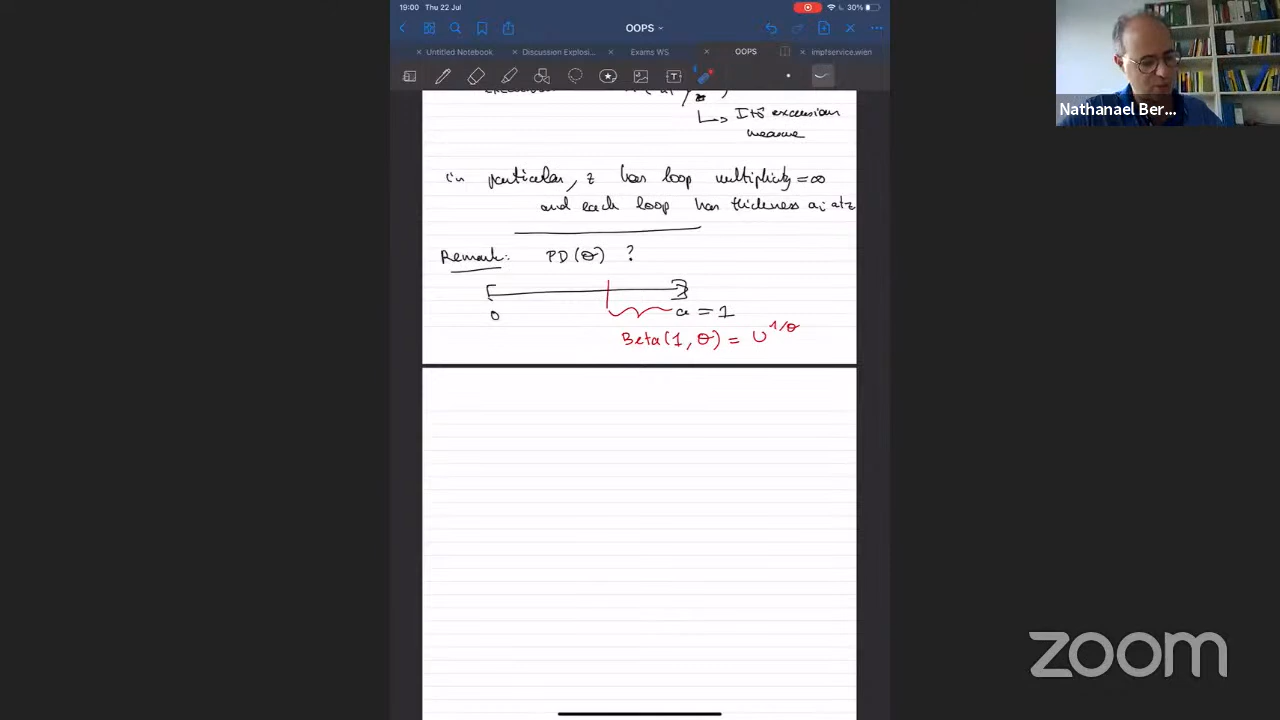 19:00 Thu 22 Jul
30%
OOPS
Untitled Notebook
Discussion Explosi...
Exams WS
OOPS
impfservice.wien
Nathanael Ber...
↳ Itô excursion
measure
in particular, z has loop multiplicity = ∞
and each loop has thickness aᵢ at z
Remark: PD(θ) ?
0
a = 1
Beta(1, θ) = U^1/θ
zoom